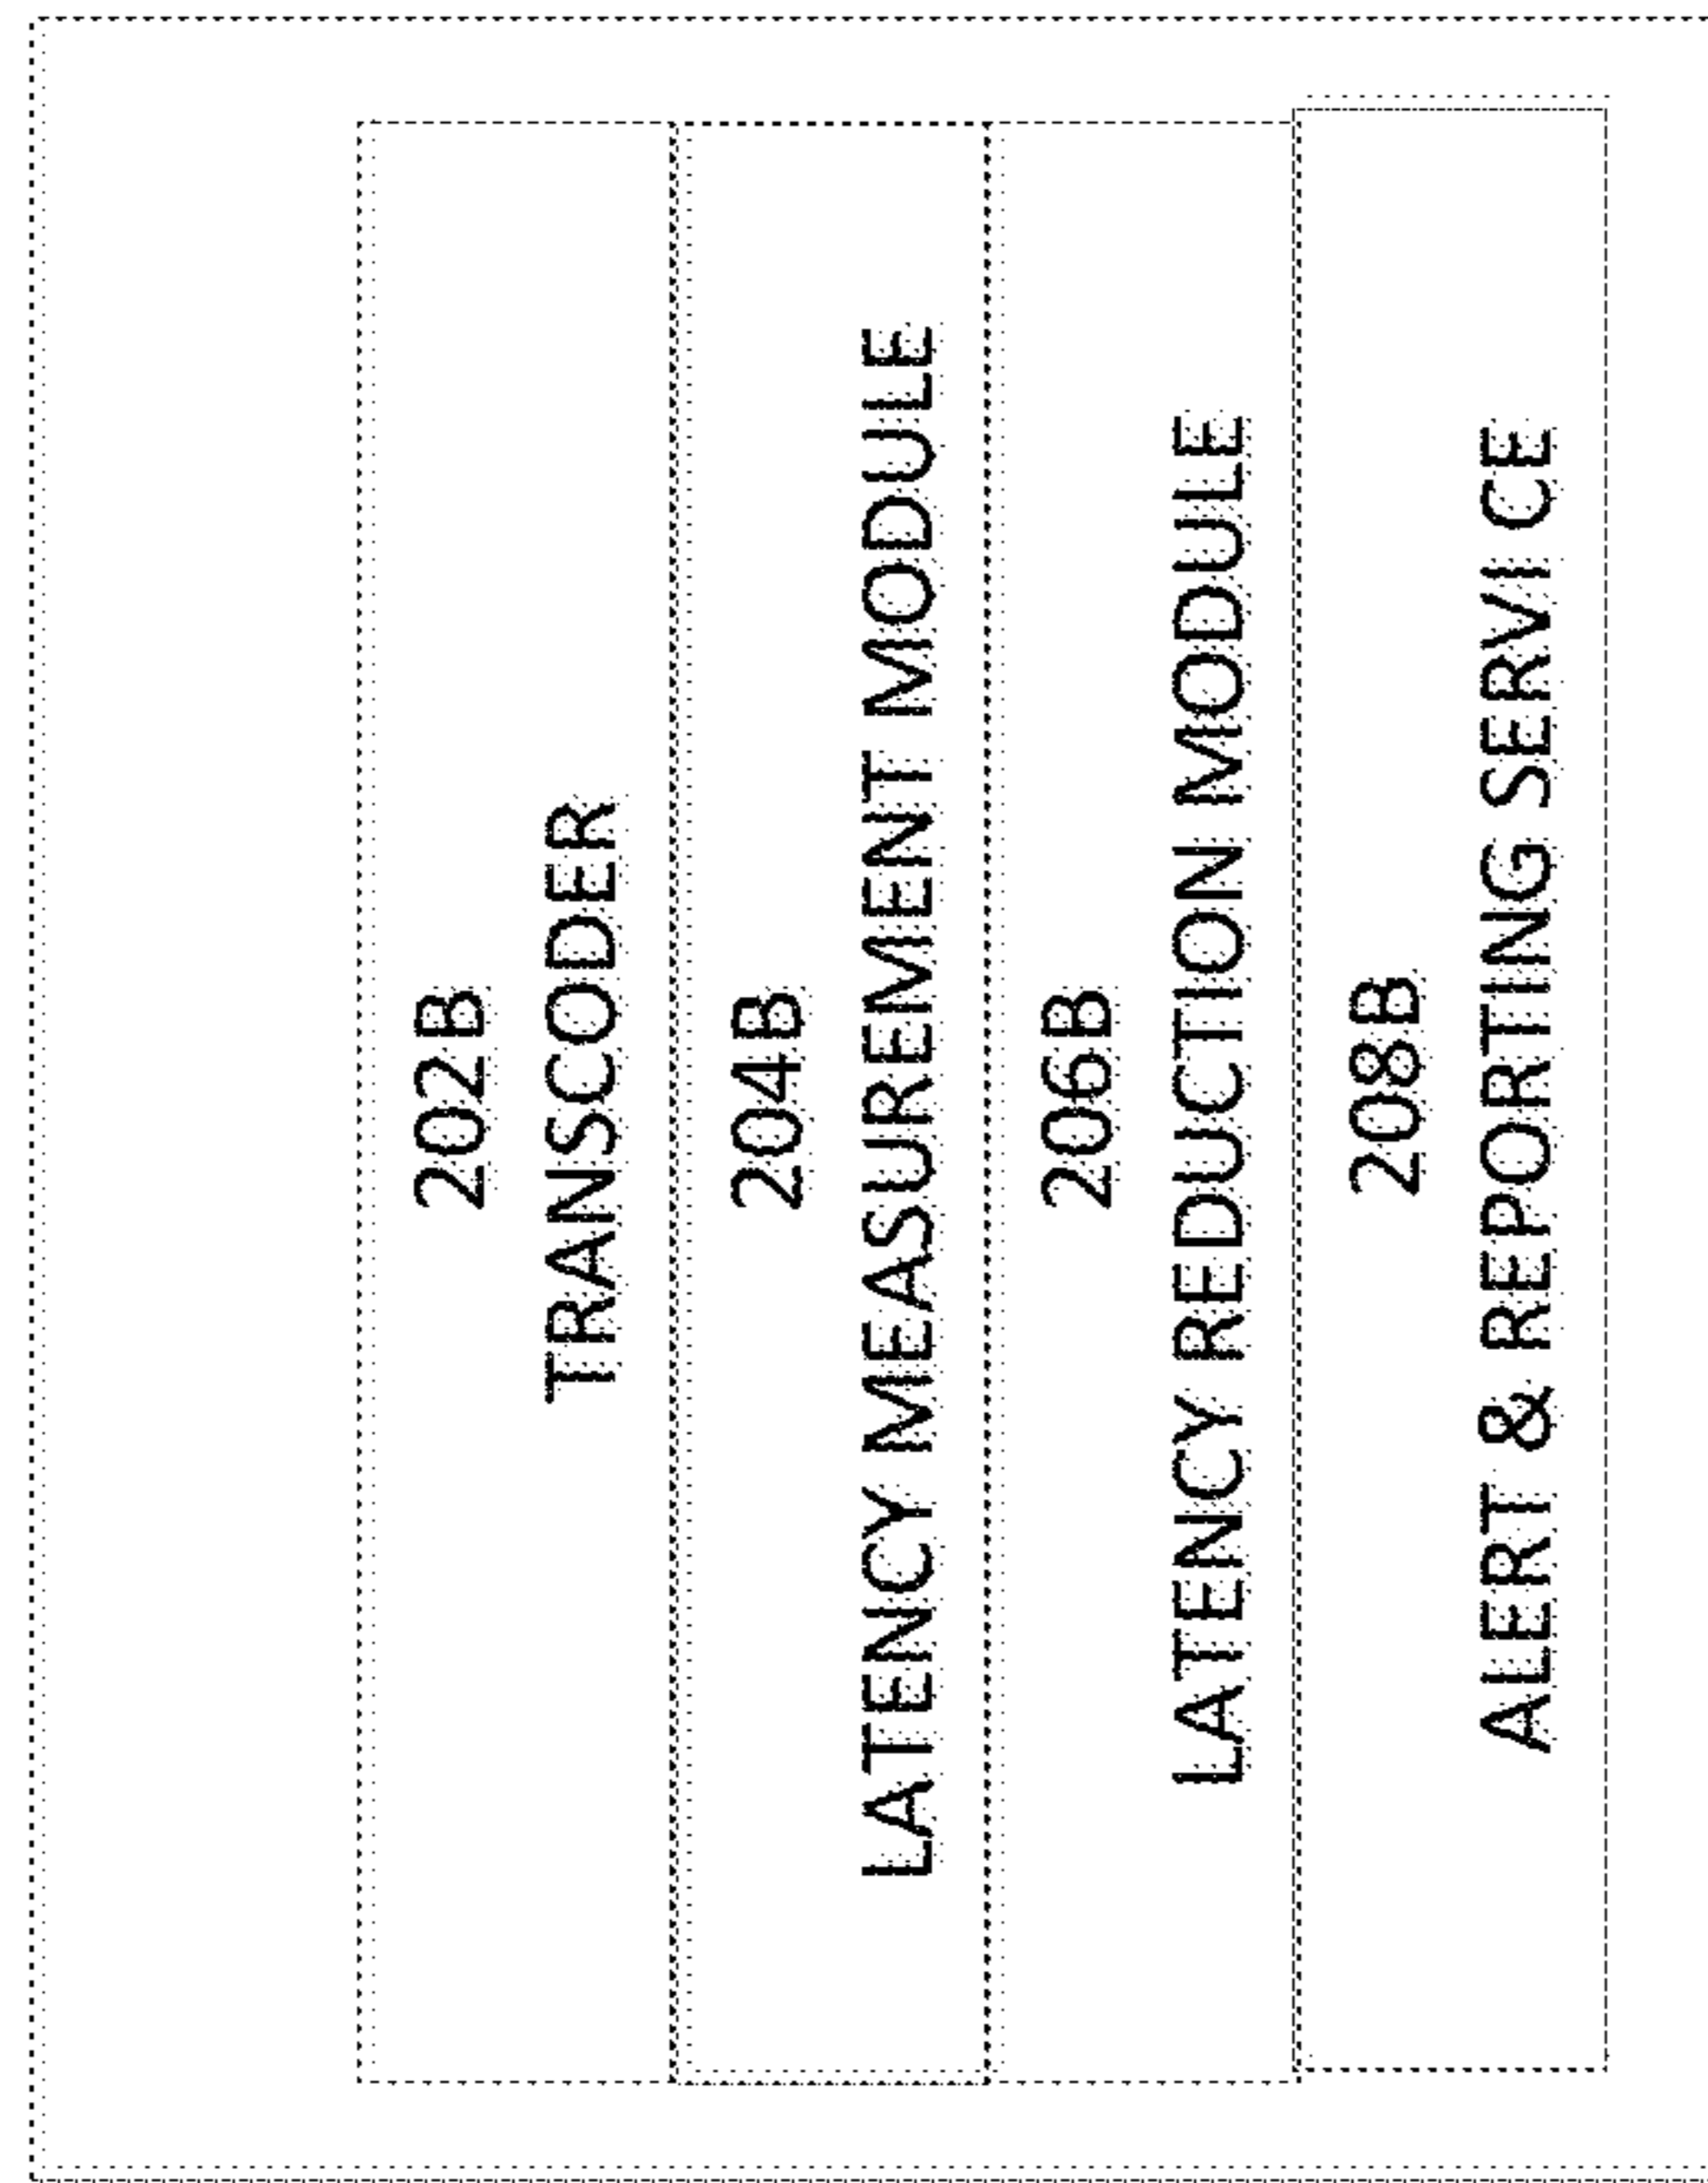 202B
TRANSCODER
204B
LATENCY MEASUREMENT MODULE
206B
LATENCY REDUCTION MODULE
208B
ALERT & REPORTING SERVI CE